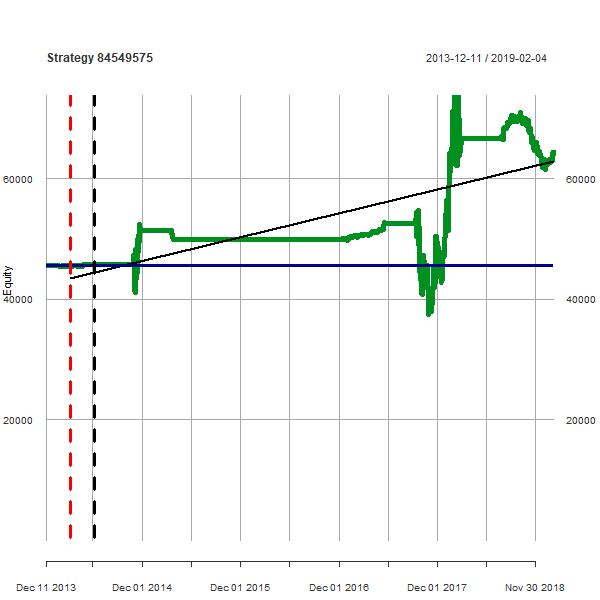 Strategy 84549575
2013-12-11 / 2019-02-04
60000
60000
Equity
40000
40000
20000
20000
Dec 11 2013
Dec 01 2014
Dec 01 2015
Dec 01 2016
Dec 01 2017
Nov 30 2018